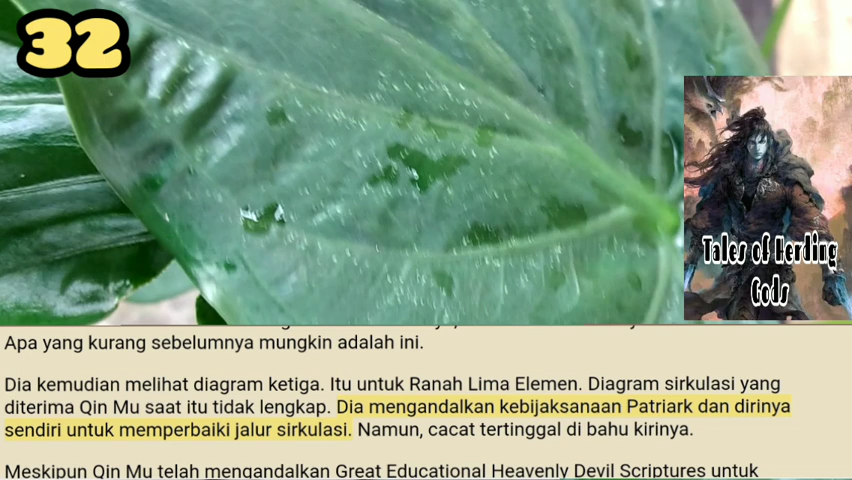 32
Tales of Herding
Gods
Apa yang kurang sebelumnya mungkin adalah ini.
Dia kemudian melihat diagram ketiga. Itu untuk Ranah Lima Elemen. Diagram sirkulasi yang
diterima Qin Mu saat itu tidak lengkap. Dia mengandalkan kebijaksanaan Patriark dan dirinya
sendiri untuk memperbaiki jalur sirkulasi. Namun, cacat tertinggal di bahu kirinya.
Meskipun Qin Mu telah mengandalkan Great Educational Heavenly Devil Scriptures untuk